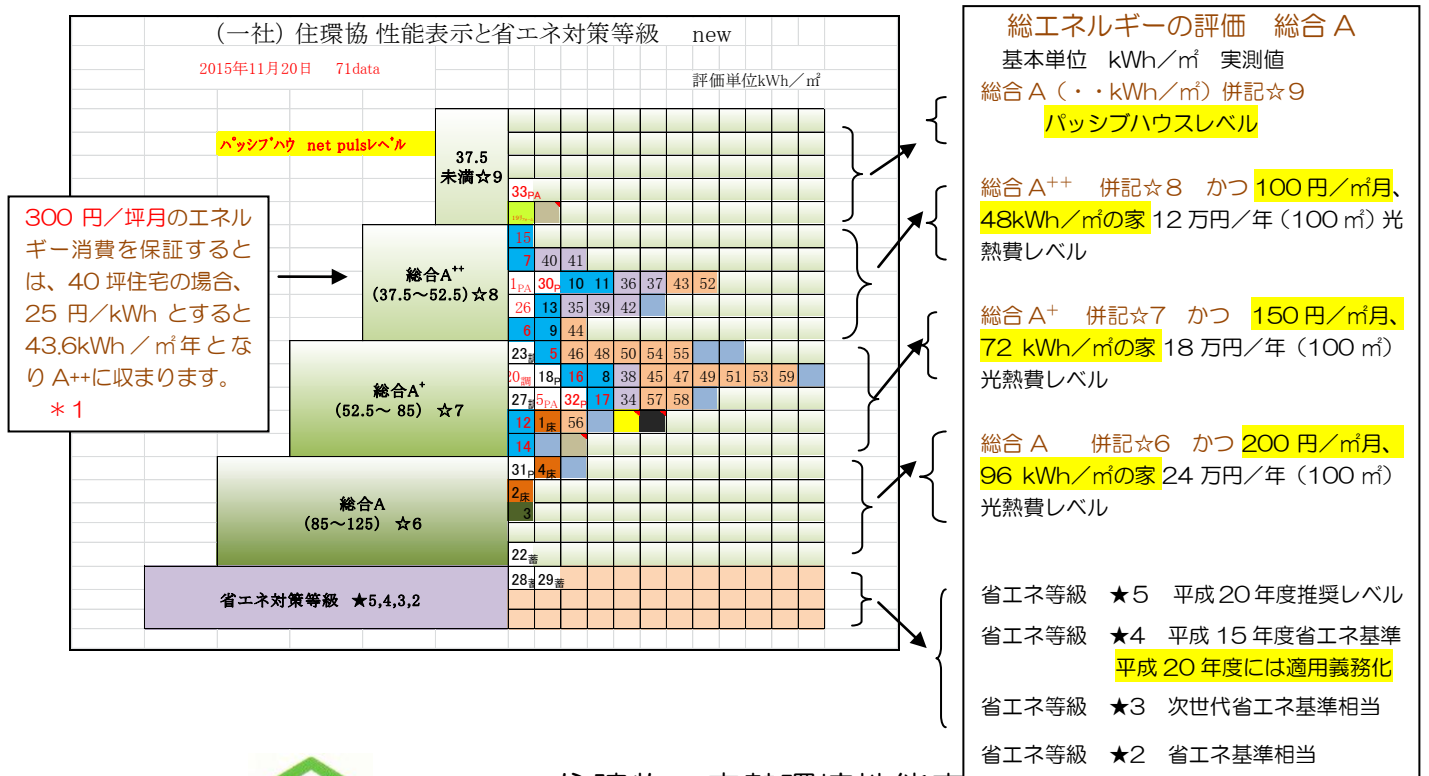 (一社) 住環協 性能表示と省エネ対策等級 new
2015年11月20日 71data
評価単位kWh／㎡
ﾊﾟｯｼﾌﾞﾊｳ net pulsﾚﾍﾞﾙ
37.5
未満☆9
33PA
15
総合A++
(37.5～52.5)☆8
7 40 41
1PA 30P 10 11 36 37 43 52
26 13 35 39 42
6 9 44
総合A+
(52.5～ 85) ☆7
23調 5 46 48 50 54 55
20調 18P 16 8 38 45 47 49 51 53 59
27調 5PA 32P 17 34 57 58
12 1床 56
14
総合A
(85～125) ☆6
31P 4床
2床
3
22蓄
省エネ対策等級 ★5,4,3,2
28蓄 29蓄
300 円／坪月のエネル
ギー消費を保証すると
は、40 坪住宅の場合、
25 円／kWh とすると
43.6kWh／㎡年とな
り A++に収まります。
＊1
総エネルギーの評価 総合 A
基本単位 kWh／㎡ 実測値
総合 A（・・kWh／㎡）併記☆9
パッシブハウスレベル
総合 A++ 併記☆8 かつ 100 円／㎡月、
48kWh／㎡の家 12 万円／年（100 ㎡）光
熱費レベル
総合 A+ 併記☆7 かつ 150 円／㎡月、
72 kWh／㎡の家 18 万円／年（100 ㎡）
光熱費レベル
総合 A 併記☆6 かつ 200 円／㎡月、
96 kWh／㎡の家 24 万円／年（100 ㎡）
光熱費レベル
省エネ等級 ★5 平成 20 年度推奨レベル
省エネ等級 ★4 平成 15 年度省エネ基準
平成 20 年度には適用義務化
省エネ等級 ★3 次世代省エネ基準相当
省エネ等級 ★2 省エネ基準相当